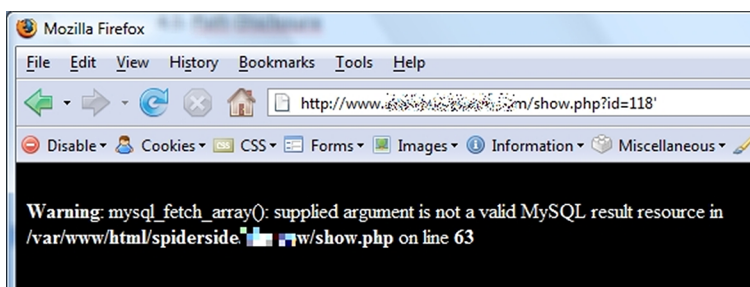 Mozilla Firefox
File Edit View History Bookmarks Tools Help
http://www. m/show.php?id=118'
Disable Cookies CSS CSS Forms Images Information Miscellaneous
Warning: mysql_fetch_array(): supplied argument is not a valid MySQL result resource in
/var/www/html/spiderside. w/show.php on line 63